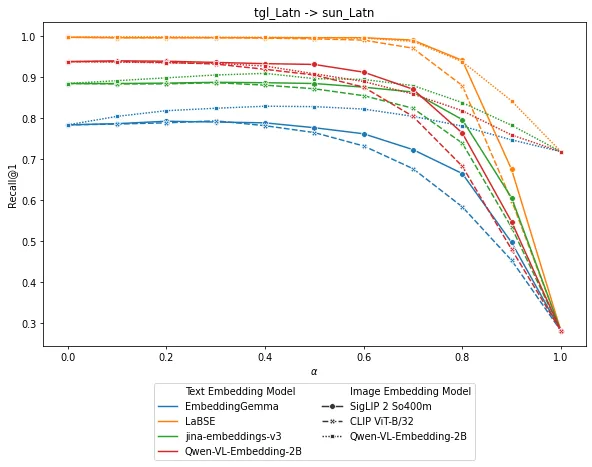 tgl_Latn -> sun_Latn
Recall@1
1.0
0.9
0.8
0.7
0.6
0.5
0.4
0.3
0.0
0.2
0.4
0.6
0.8
1.0
α
Text Embedding Model
EmbeddingGemma
LaBSE
jina-embeddings-v3
Qwen-VL-Embedding-2B
Image Embedding Model
SigLIP 2 So400m
CLIP ViT-B/32
Qwen-VL-Embedding-2B